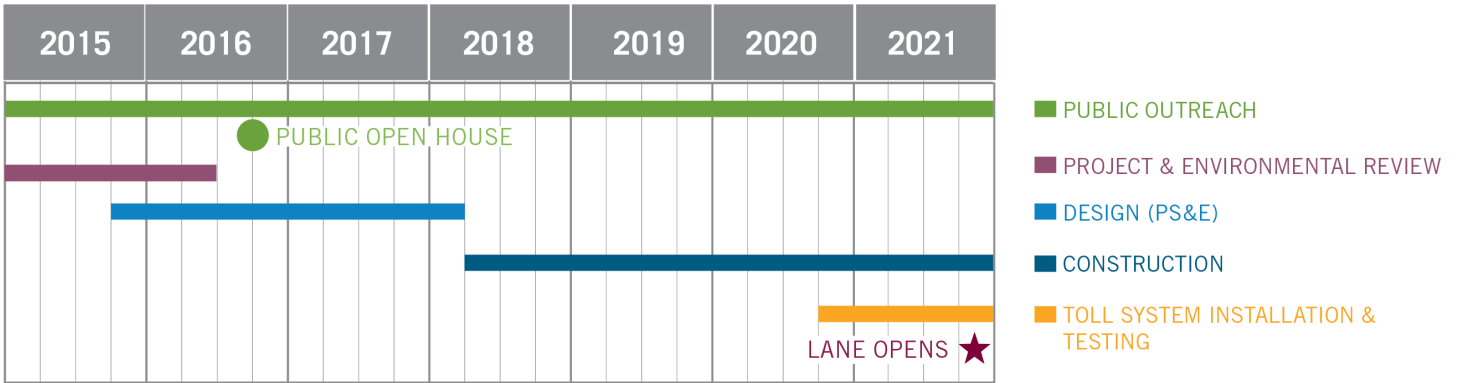 2015 2016 2017 2018 2019 2020 2021
PUBLIC OUTREACH
PUBLIC OPEN HOUSE
PROJECT & ENVIRONMENTAL REVIEW
DESIGN (PS&E)
CONSTRUCTION
TOLL SYSTEM INSTALLATION &
TESTING
LANE OPENS